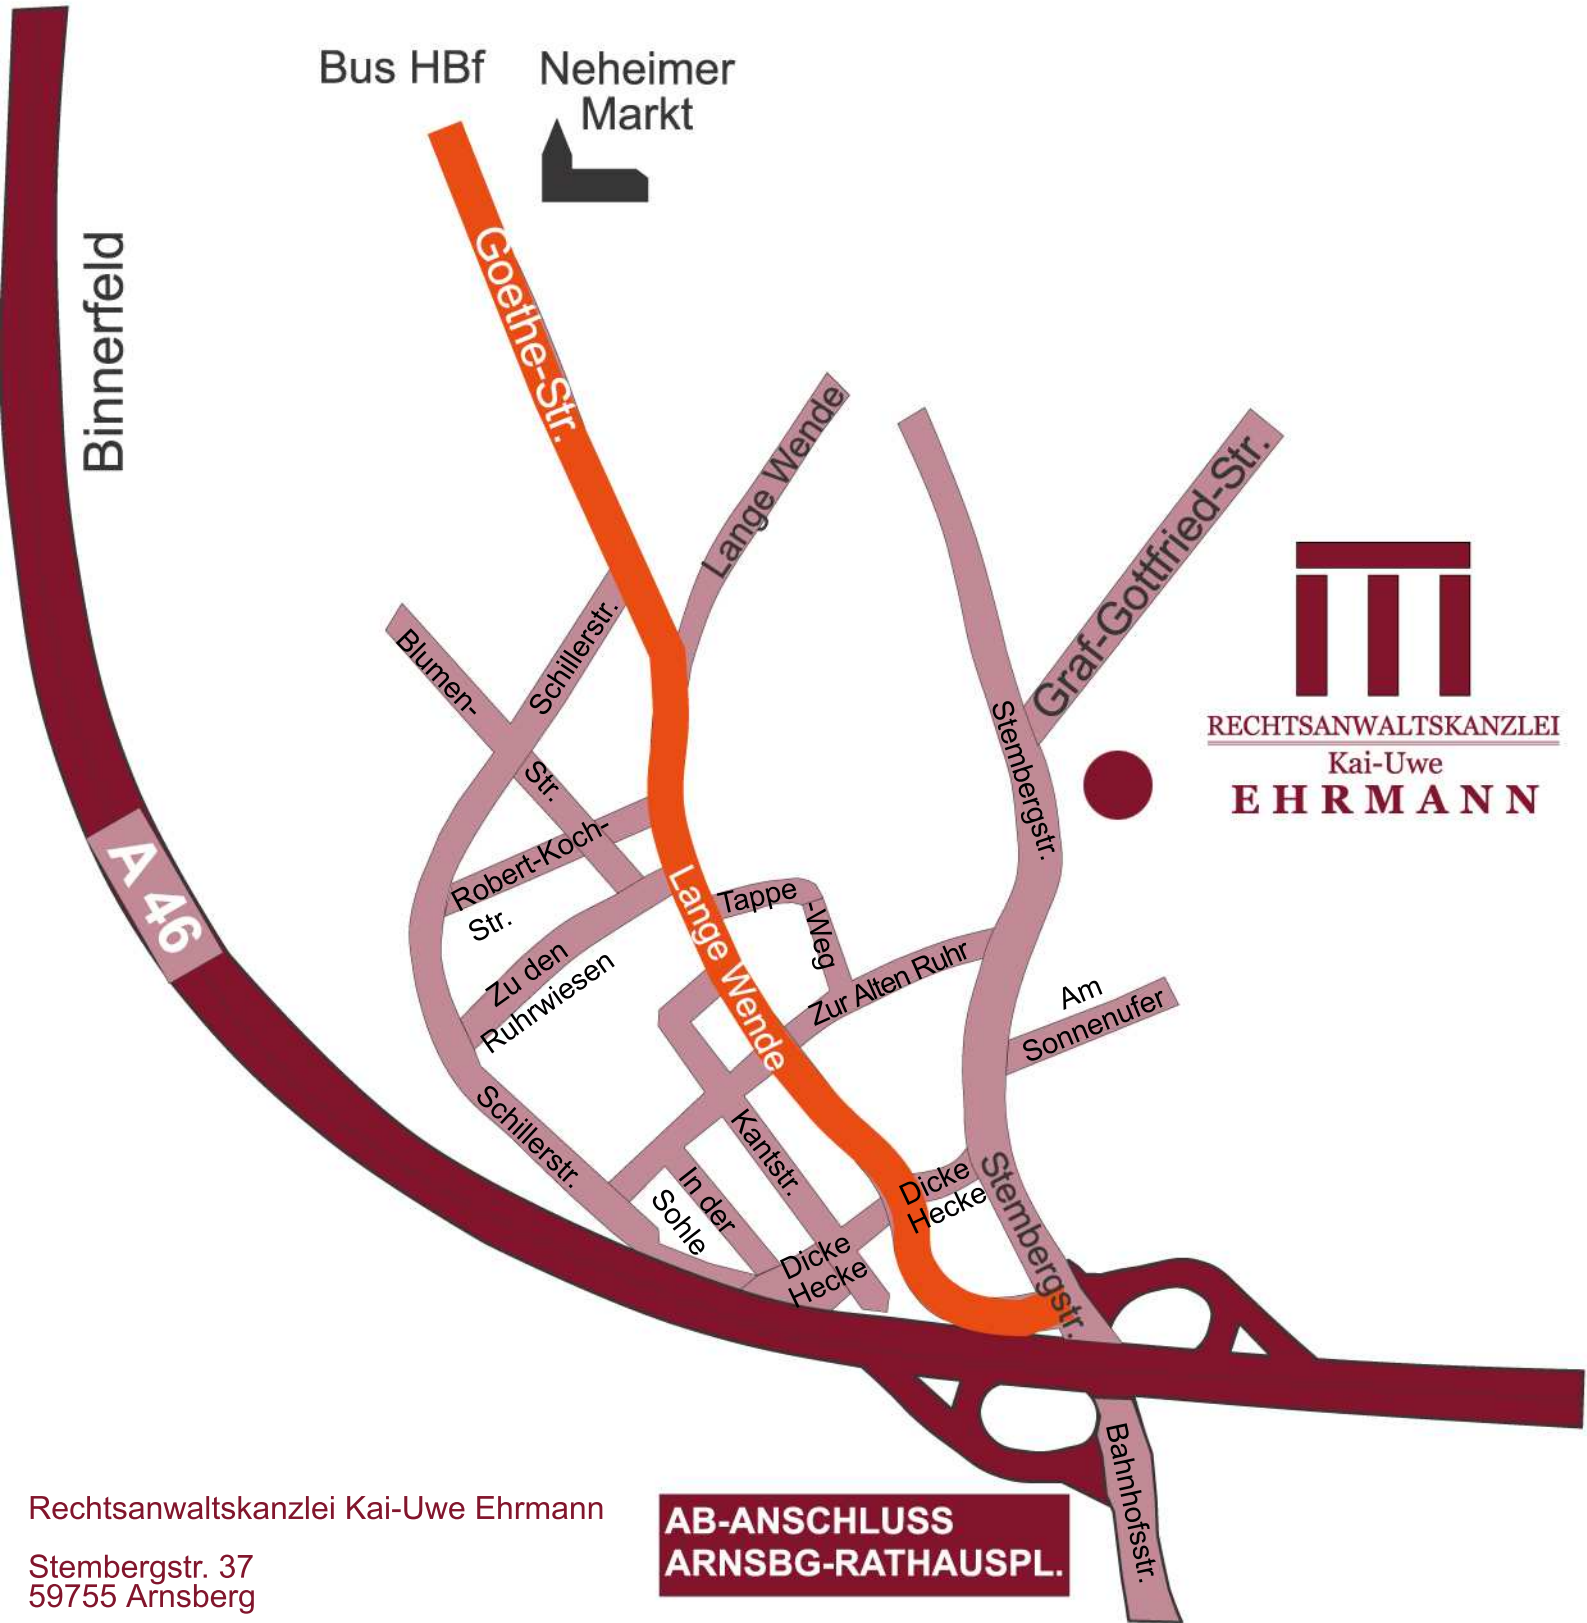 Bus HBf
Neheimer
Markt
Binnerfeld
Goethe-Str.
Lange Wende
Graf-Gottfried-Str.
Blumen-
Str.
Schillerstr.
Stembergstr.
RECHTSANWALTSKANZLEI
Kai-Uwe
EHRMANN
A 46
Robert-Koch-
Str.
Lange Wende
Tappe
-Weg
Zu den
Ruhrwiesen
Zur Alten Ruhr
Am
Sonnenufer
Schillerstr.
Kantstr.
In der
Sohle
Dicke
Hecke
Dicke
Hecke
Stembergstr.
Bahnhofsstr.
AB-ANSCHLUSS
ARNSBG-RATHAUSPL.
Rechtsanwaltskanzlei Kai-Uwe Ehrmann
Stembergstr. 37
59755 Arnsberg